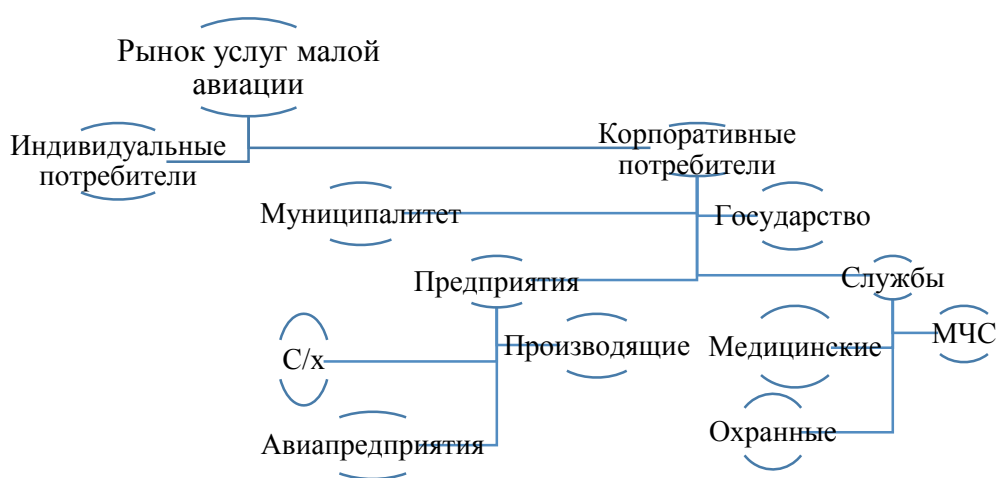 Рынок услуг малой
авиации
Индивидуальные
потребители
Корпоративные
потребители
Муниципалитет
Государство
Предприятия
Службы
С/х
Производящие
Медицинские
МЧС
Авиапредприятия
Охранные